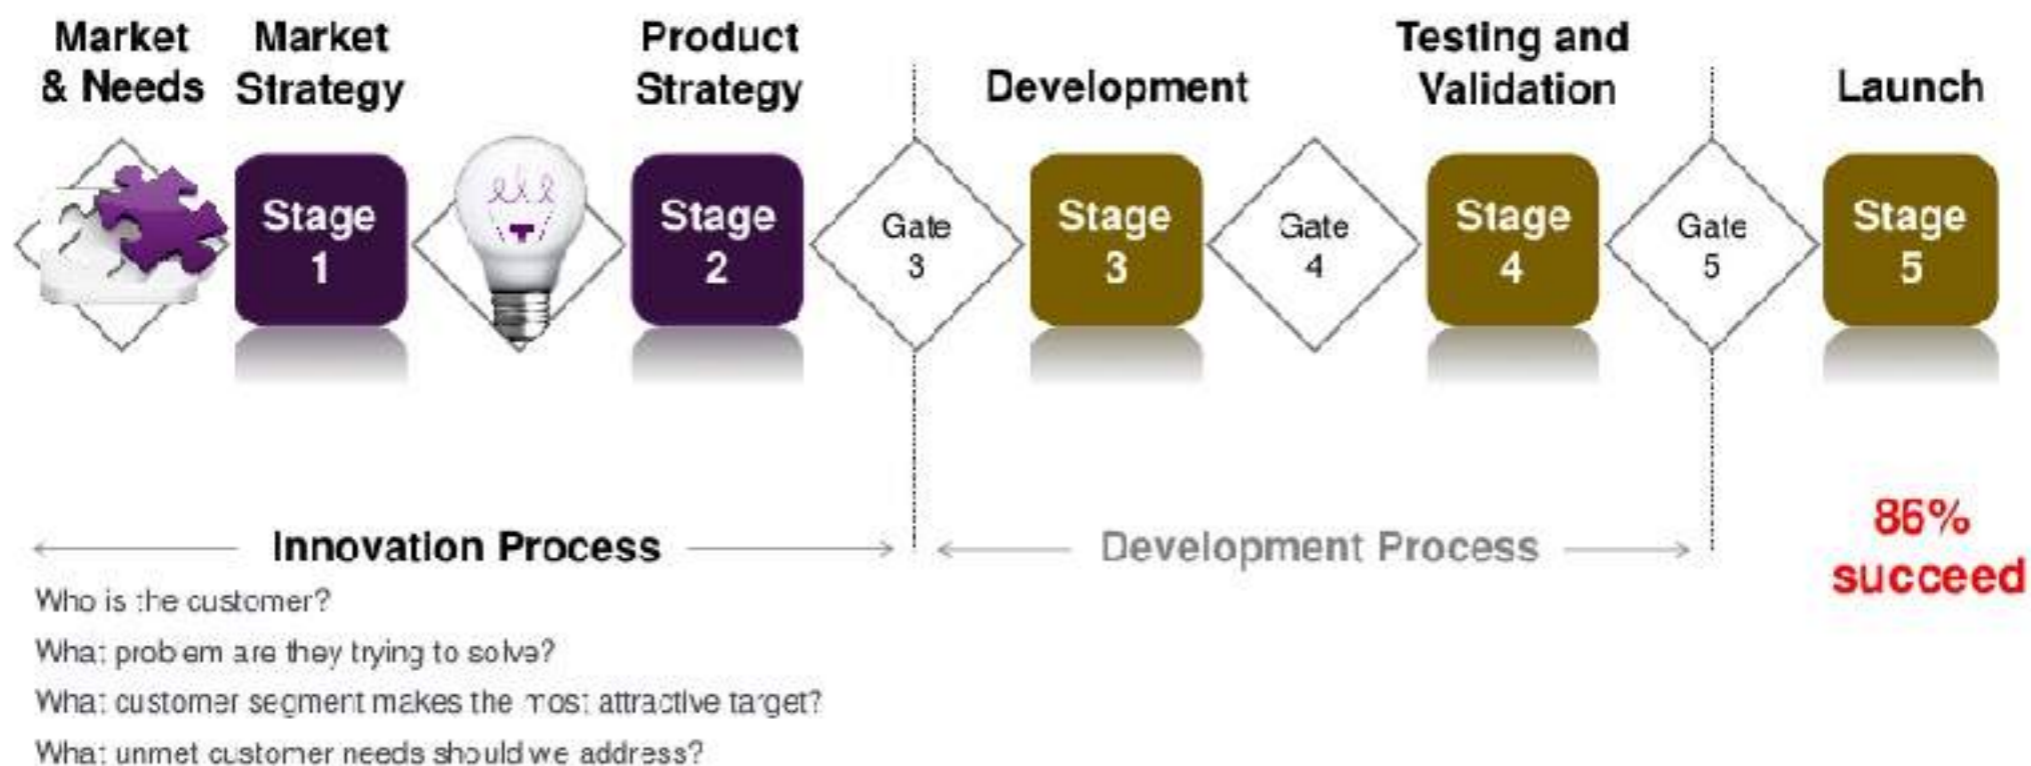 Market
& Needs
Market
Strategy
Product
Strategy
Development
Testing and
Validation
Launch
Stage
1
Stage
2
Gate
3
Stage
3
Gate
4
Stage
4
Gate
5
Stage
5
Innovation Process
Development Process
86%
succeed
Who is the customer?
What problem are they trying to solve?
What customer segment makes the most attractive target?
What unmet customer needs should we address?